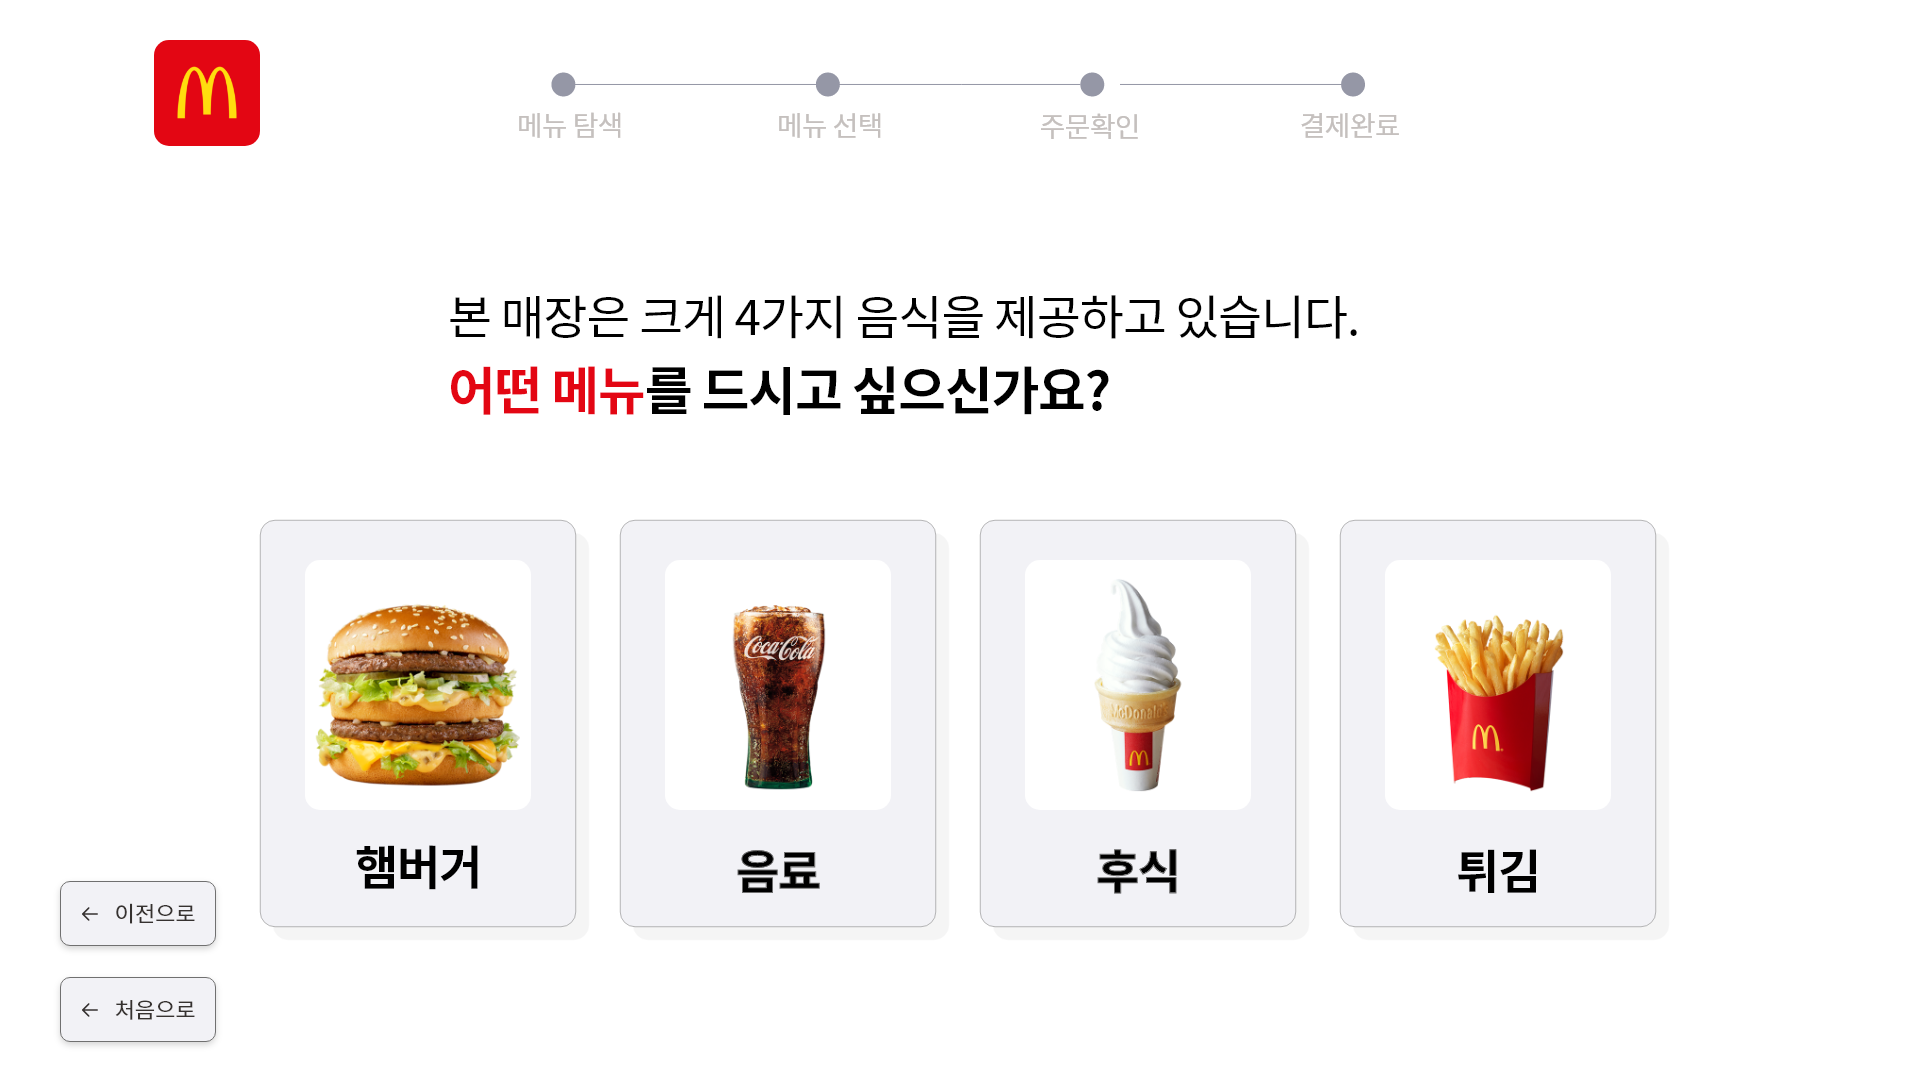 메뉴 탐색
메뉴 선택
주문확인
결제완료
본 매장은 크게 4가지 음식을 제공하고 있습니다.
어떤 메뉴를 드시고 싶으신가요?
Coca-Cola
McDonald's
햄버거
음료
후식
튀김
← 이전으로
← 처음으로